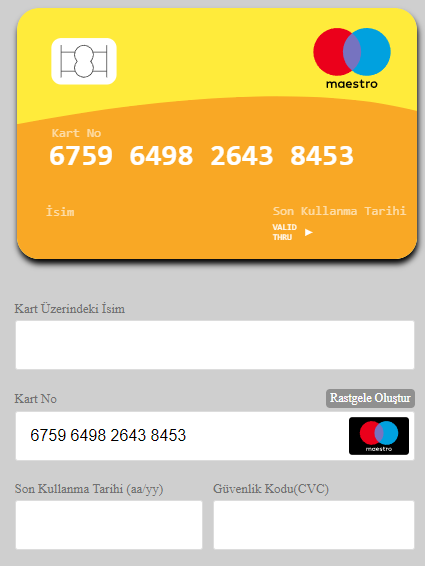 maestro
Kart No
6759 6498 2643 8453
İsim
Son Kullanma Tarihi
VALID
THRU
Kart Üzerindeki İsim
Kart No
Rastgele Oluştur
6759 6498 2643 8453
maestro
Son Kullanma Tarihi (aa/yy)
Güvenlik Kodu(CVC)